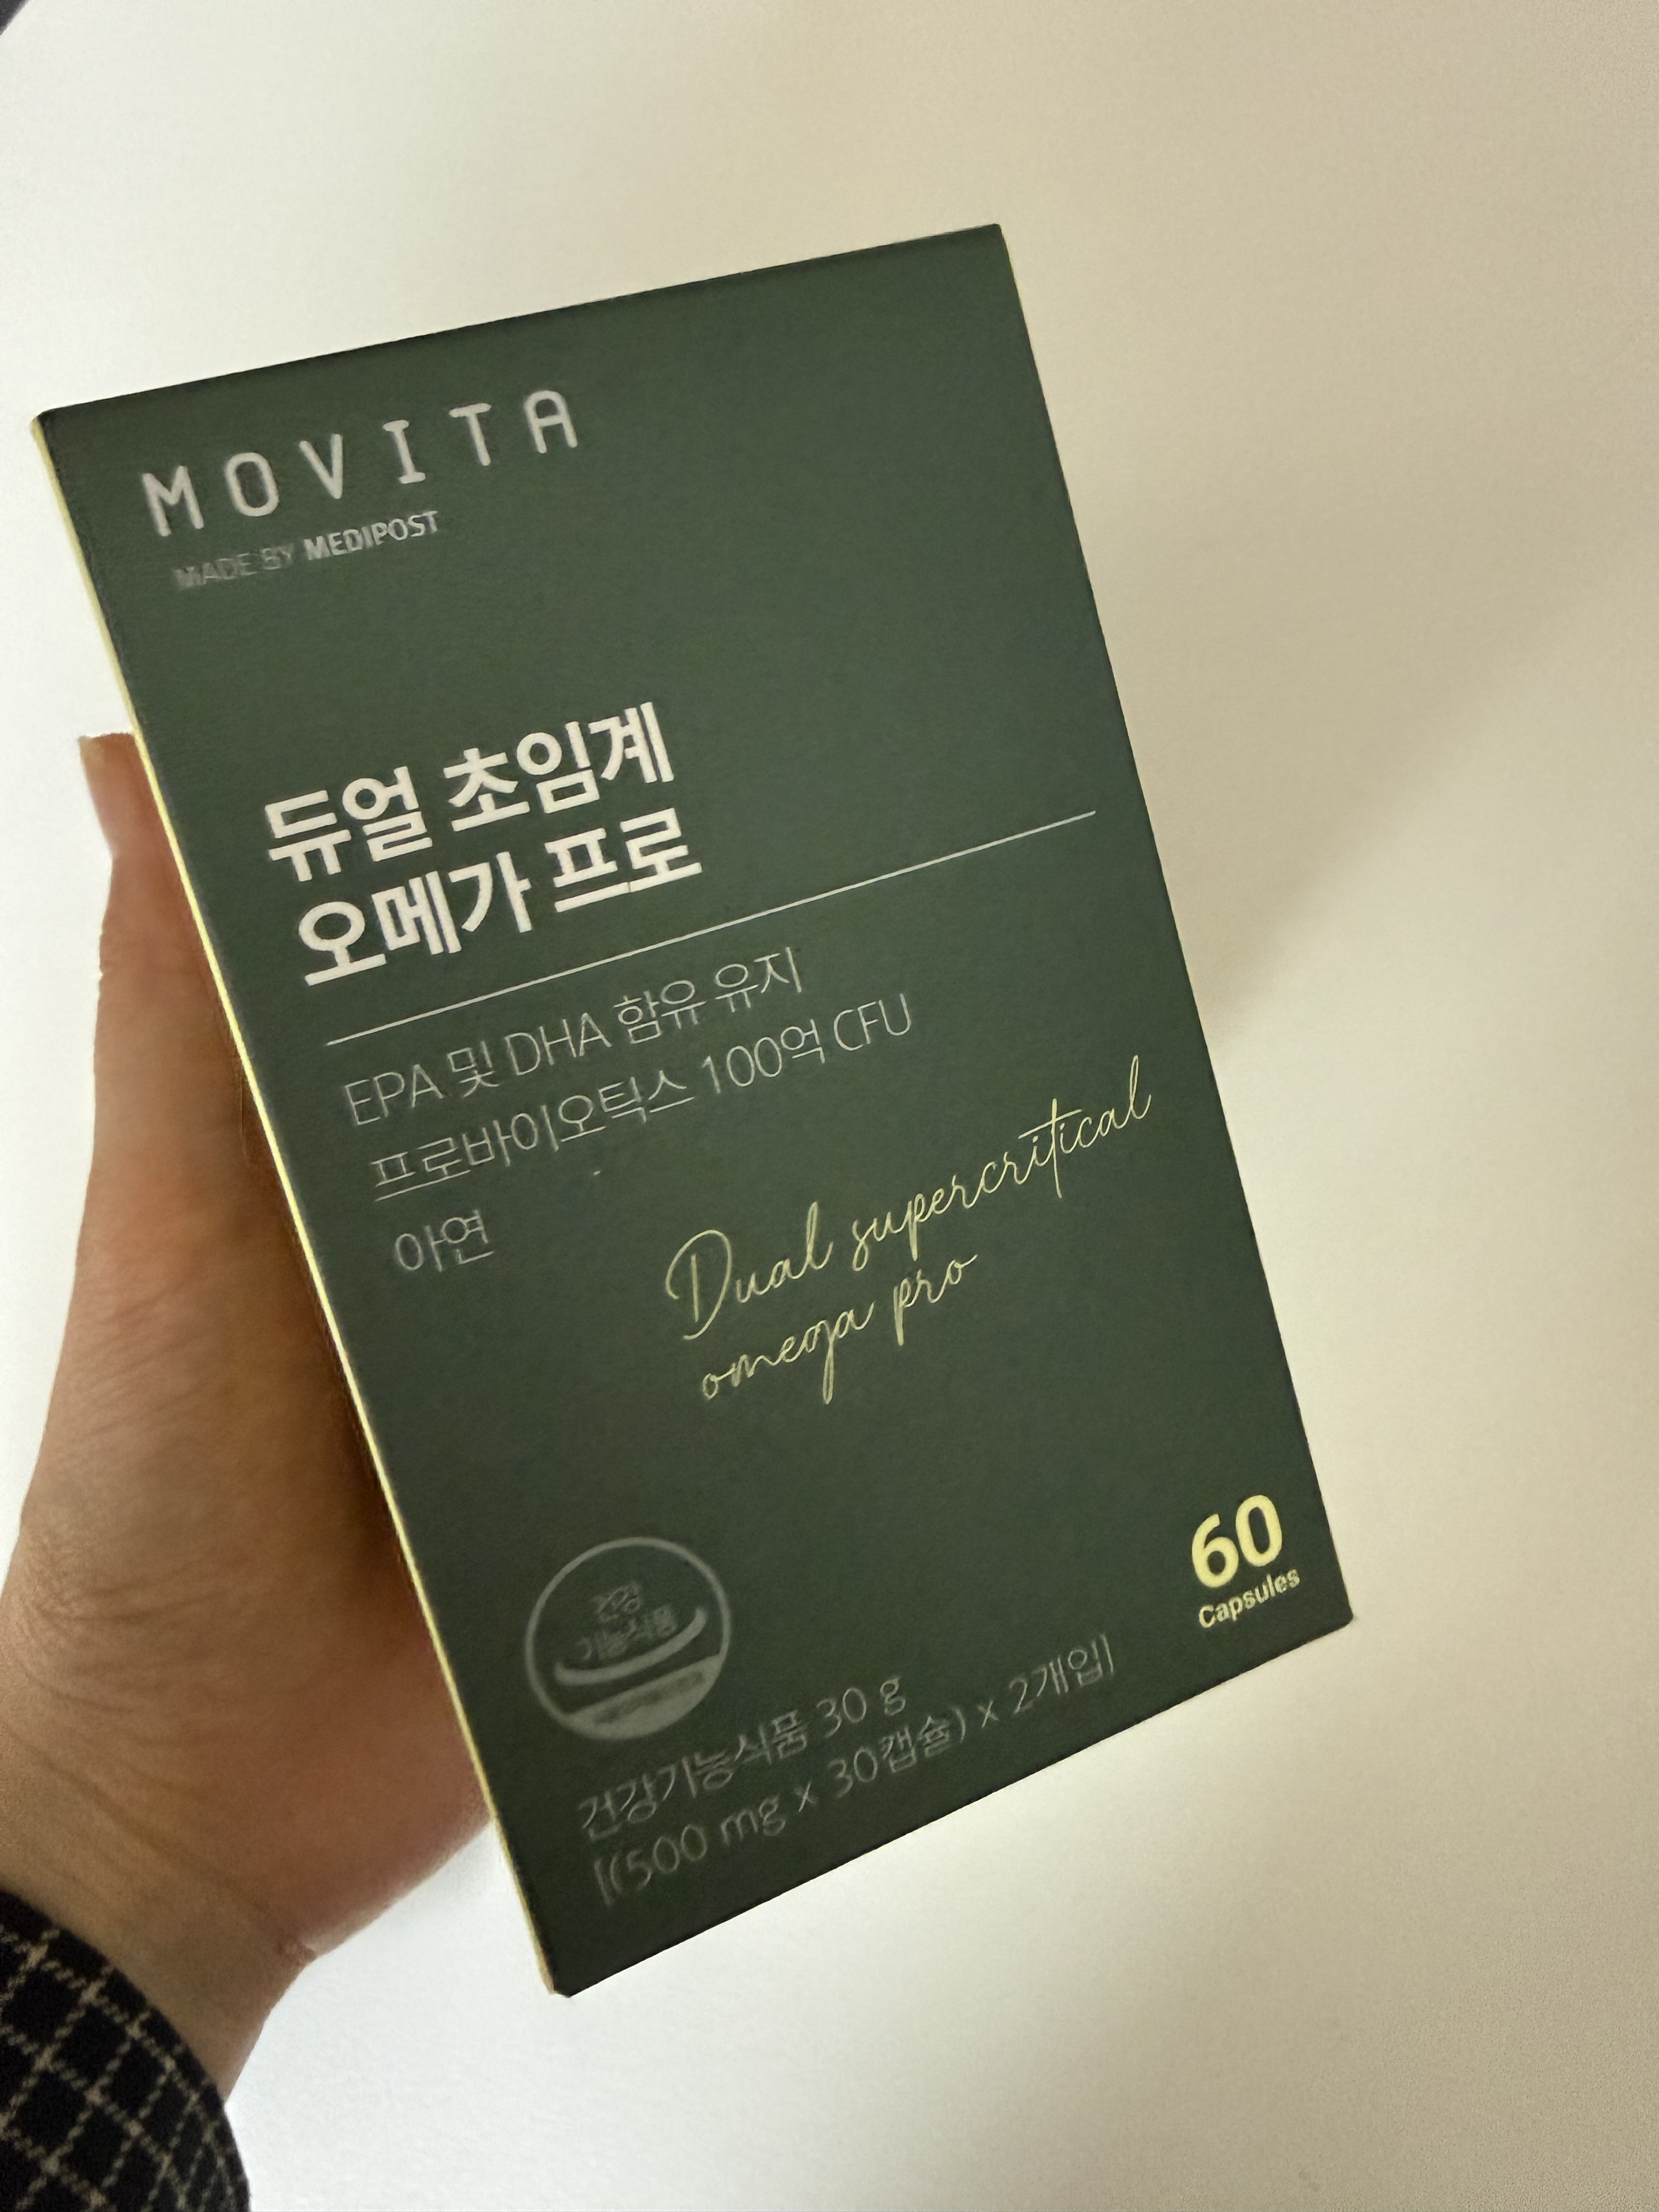 MOVITA
MADE BY MEDIPOST
듀얼 초임계
오메가 프로
EPA 및 DHA 함유 유지
프로바이오틱스 100억 CFU
아연
Dual supercritical
omega pro
60
Capsules
건강
기능식품
건강기능식품 30 g
[(500 mg x 30캡슐) x 2개입]